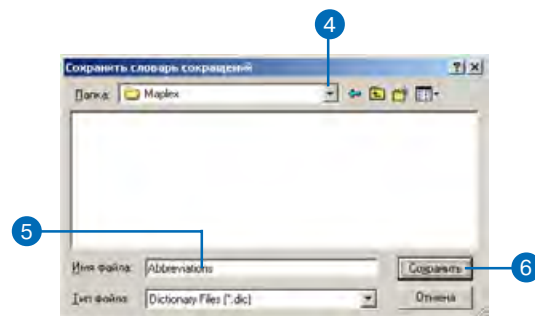 4
Сохранить словарь сокращений
Папка: Maplex
5
Имя файла: Abbreviations Сохранить 6
Тип файла: Dictionary Files (*.dic) Отмена